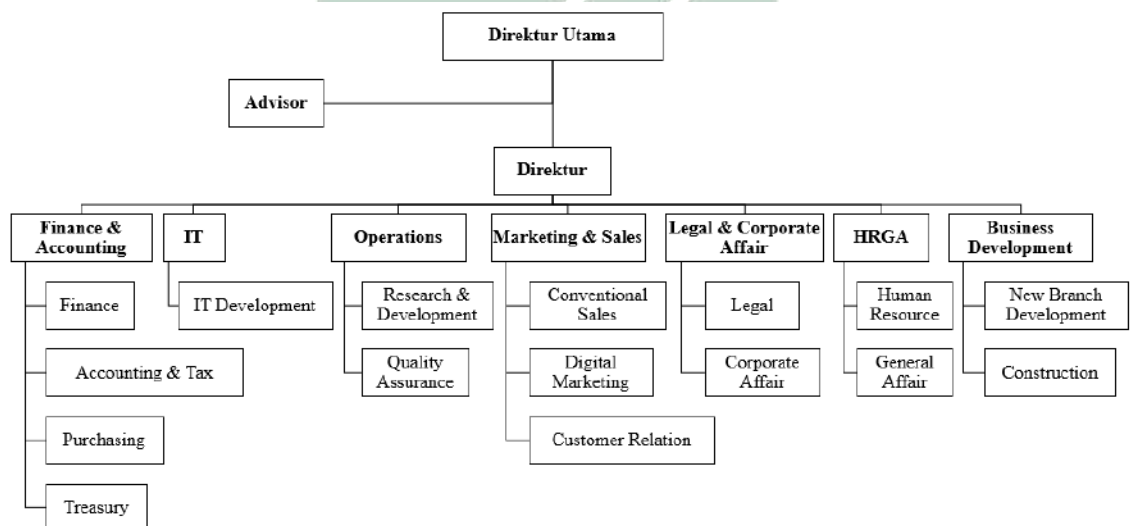 Direktur Utama
Advisor
Direktur
Finance &
Accounting
IT
Operations
Marketing & Sales
Legal & Corporate
Affair
HRGA
Business
Development
Finance
IT Development
Research &
Development
Conventional
Sales
Legal
Human
Resource
New Branch
Development
Accounting & Tax
Quality
Assurance
Digital
Marketing
Corporate
Affair
General
Affair
Construction
Purchasing
Customer Relation
Treasury